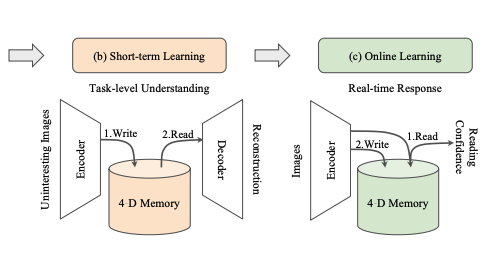 (b) Short-term Learning
Task-level Understanding
Uninteresting Images
Encoder
1.Write
2.Read
Decoder
Reconstruction
4-D Memory
(c) Online Learning
Real-time Response
Images
Encoder
2.Write
1.Read
Reading
Confidence
4-D Memory